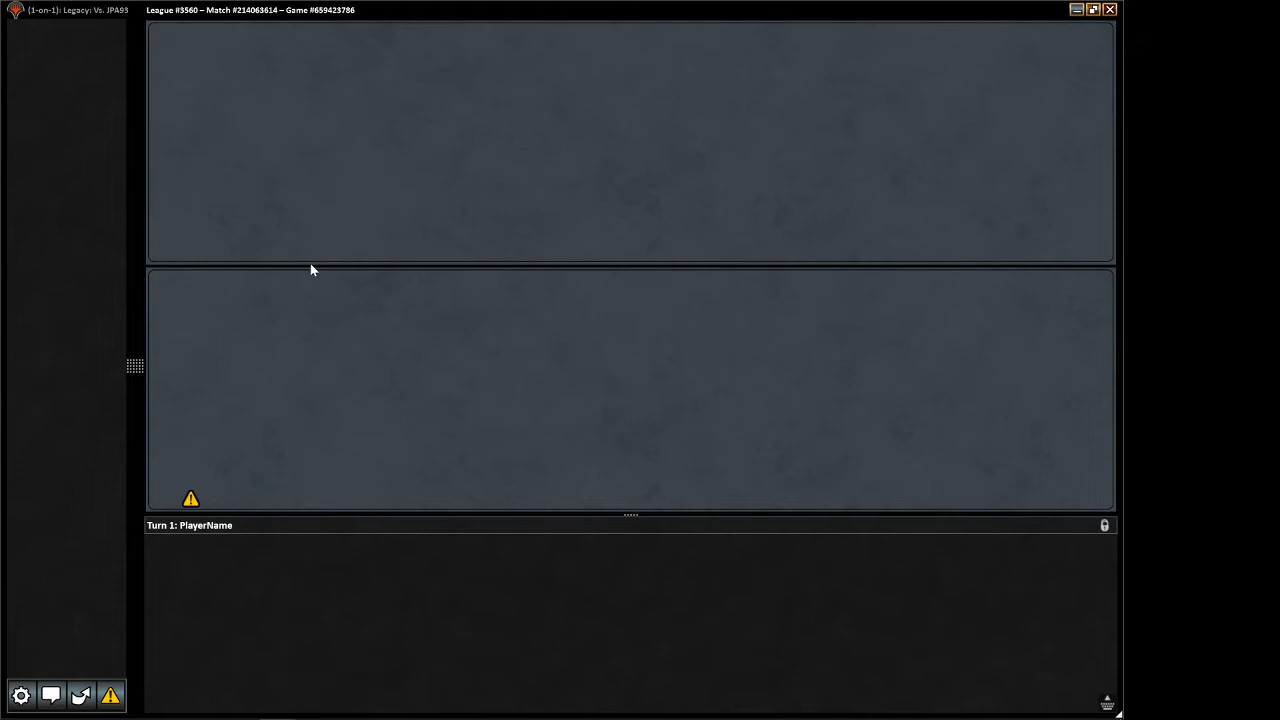 (1-on-1): Legacy: Vs. JPA93
League #3560 – Match #214063614 – Game #659423786
Turn 1: PlayerName